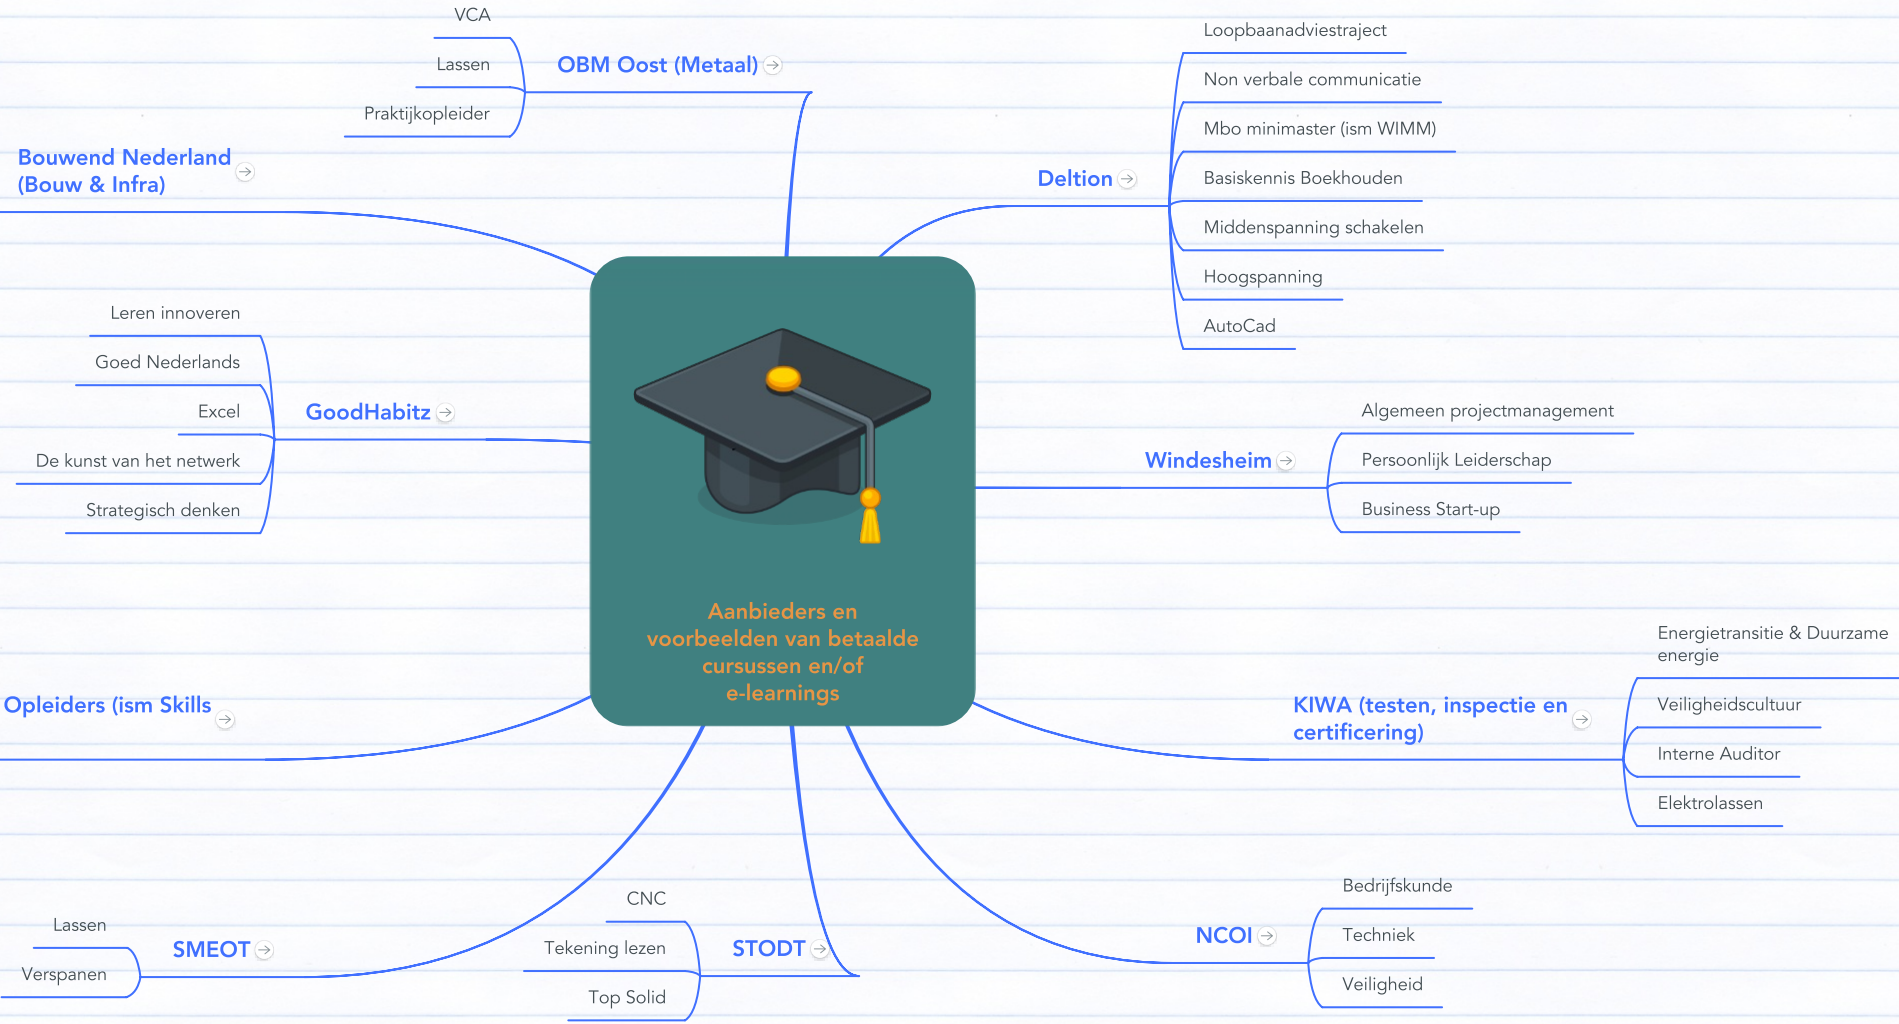 VCA
Lassen
Praktijkopleider
OBM Oost (Metaal)
Bouwend Nederland
(Bouw & Infra)
Leren innoveren
Goed Nederlands
Excel
De kunst van het netwerk
Strategisch denken
GoodHabitz
Opleiders (ism Skills
Lassen
Verspanen
SMEOT
CNC
Tekening lezen
Top Solid
STODT
Aanbieders en
voorbeelden van betaalde
cursussen en/of
e-learnings
Deltion
Loopbaanadviestraject
Non verbale communicatie
Mbo minimaster (ism WIMM)
Basiskennis Boekhouden
Middenspanning schakelen
Hoogspanning
AutoCad
Windesheim
Algemeen projectmanagement
Persoonlijk Leiderschap
Business Start-up
KIWA (testen, inspectie en
certificering)
Energietransitie & Duurzame
energie
Veiligheidscultuur
Interne Auditor
Elektrolassen
NCOI
Bedrijfskunde
Techniek
Veiligheid